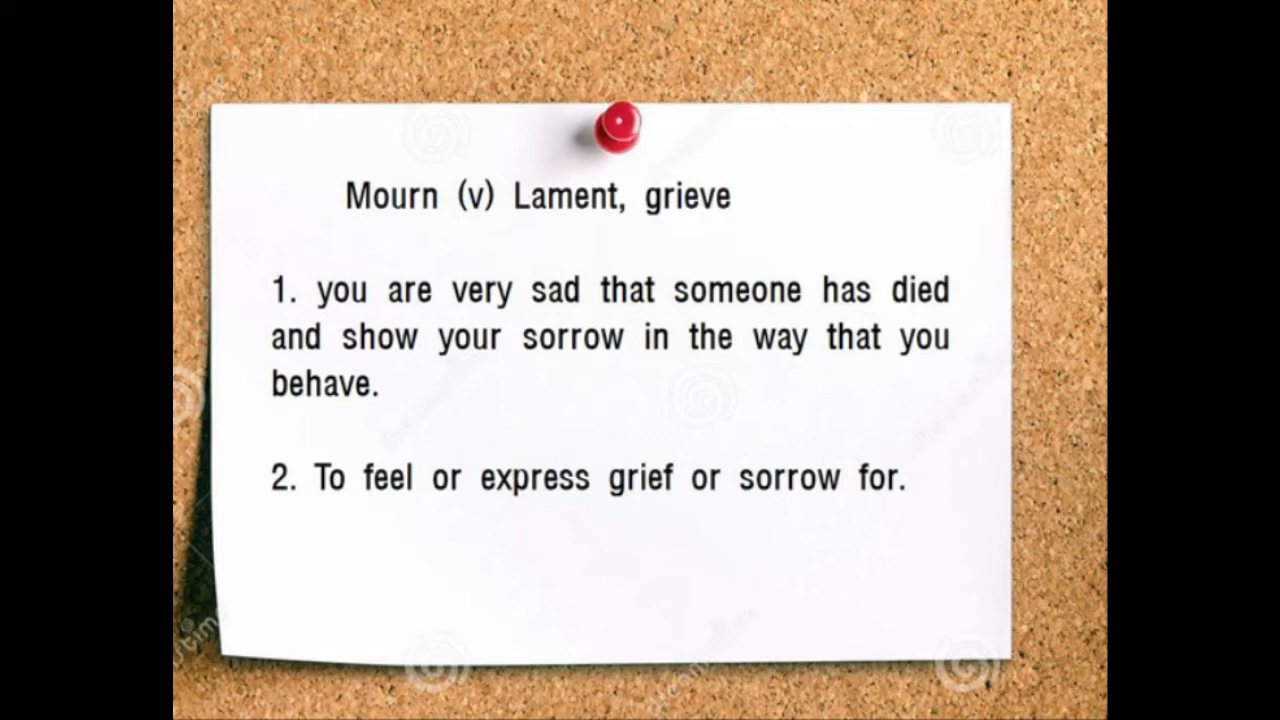 Mourn (v) Lament, grieve
1. you are very sad that someone has died
and show your sorrow in the way that you
behave.
2. To feel or express grief or sorrow for.